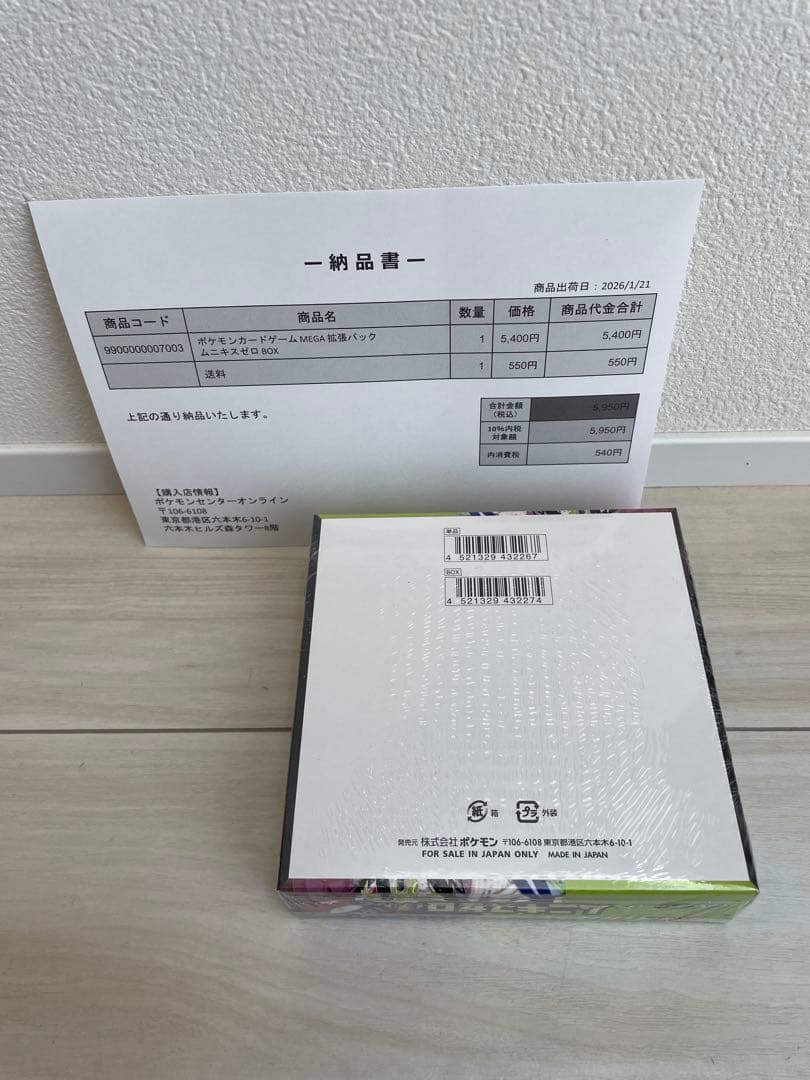 ー納品書ー
商品出荷日：2026/1/21
商品コード 商品名 数量 価格 商品代金合計
9900000007003 ポケモンカードゲーム MEGA 拡張パック 1 5,400円 5,400円
ムニキスゼロ BOX
送料 1 550円 550円
上記の通り納品いたします。
合計金額 5,950円
（税込）
10%内税 5,950円
対象額
内消費税 540円
【購入店情報】
ポケモンセンターオンライン
〒106-6108
東京都港区六本木6-10-1
六本木ヒルズ森タワー8階
単品
4 521329 432267
BOX
4 521329 432274
紙 箱 プラ 外装
発売元 株式会社ポケモン 〒106-6108 東京都港区六本木6-10-1
FOR SALE IN JAPAN ONLY MADE IN JAPAN
ムニキスゼロ